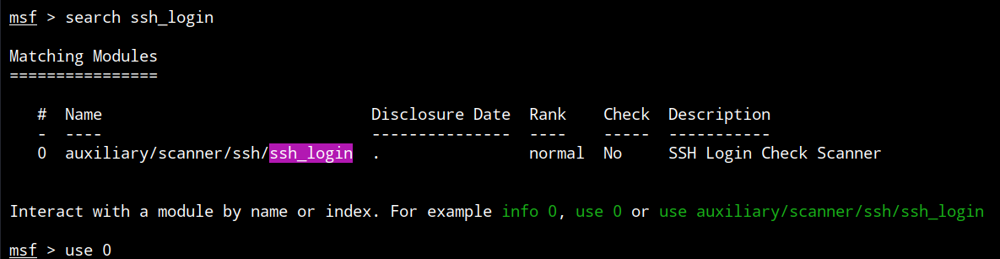 msf > search ssh_login
Matching Modules
================
#  Name                                Disclosure Date  Rank    Check  Description
-  ----                                ---------------  ----    -----  -----------
0  auxiliary/scanner/ssh/ssh_login  .                normal  No     SSH Login Check Scanner
Interact with a module by name or index. For example info 0, use 0 or use auxiliary/scanner/ssh/ssh_login
msf > use 0